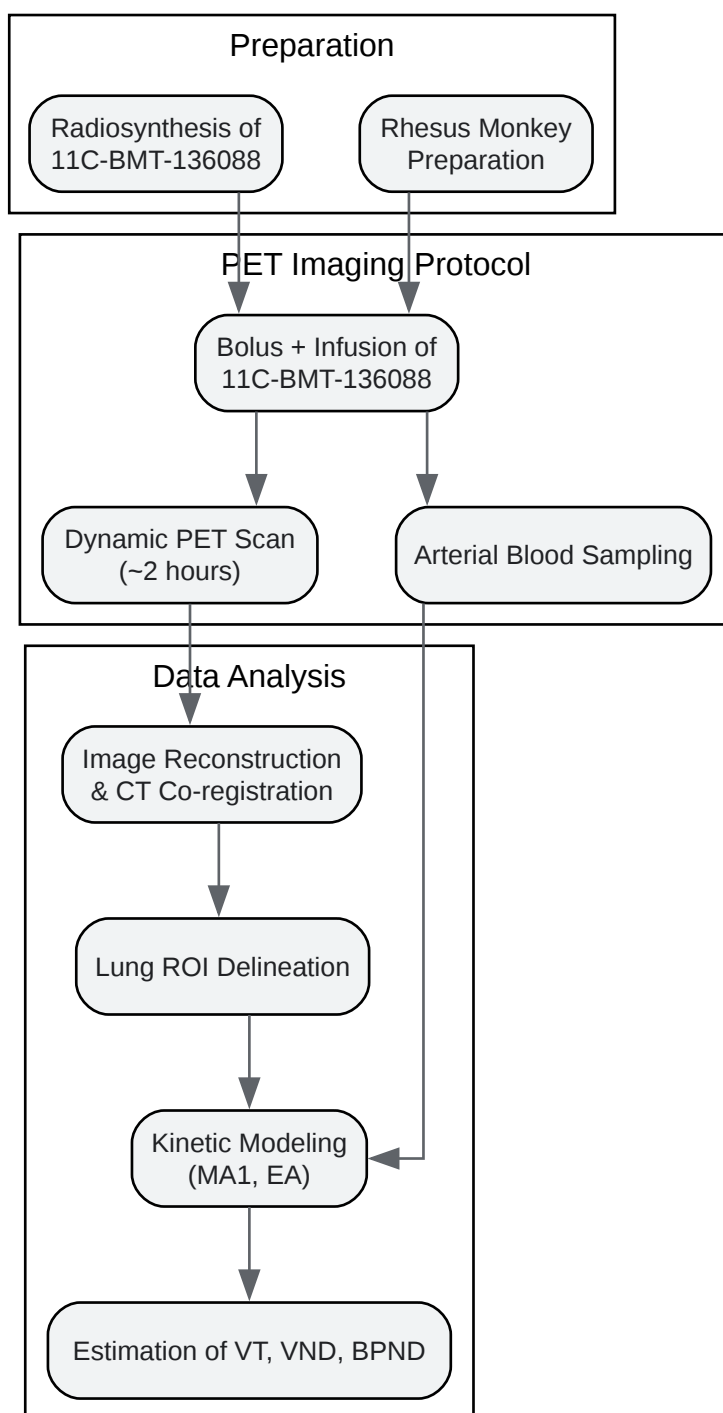 Preparation
Radiosynthesis of
11C-BMT-136088
Rhesus Monkey
Preparation
PET Imaging Protocol
Bolus + Infusion of
11C-BMT-136088
Dynamic PET Scan
(~2 hours)
Arterial Blood Sampling
Data Analysis
Image Reconstruction
& CT Co-registration
Lung ROI Delineation
Kinetic Modeling
(MA1, EA)
Estimation of VT, VND, BPND